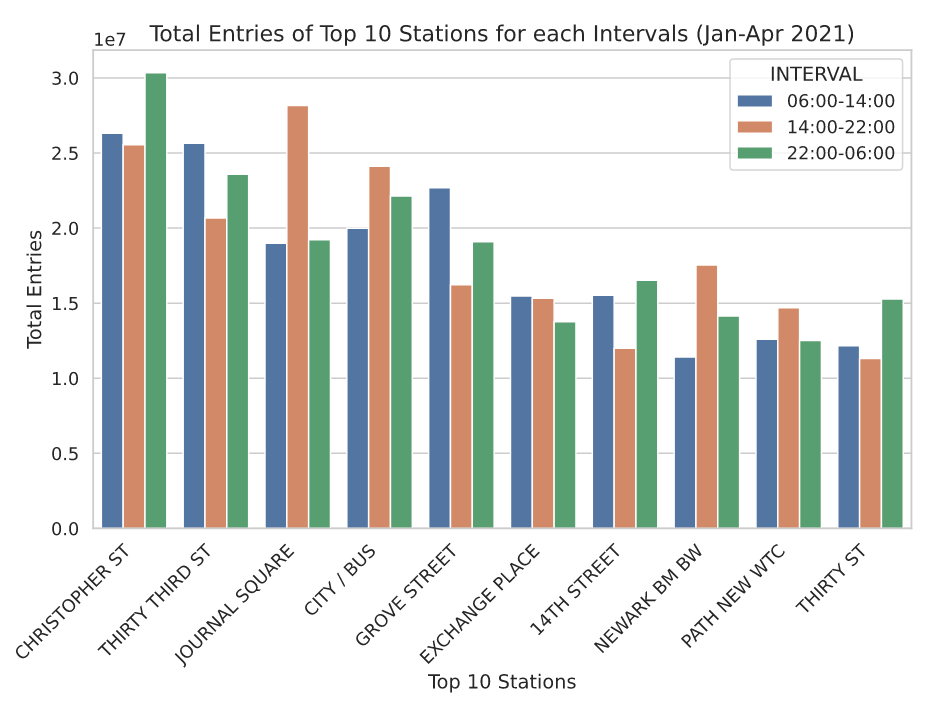 Total Entries of Top 10 Stations for each Intervals (Jan-Apr 2021)
1e7
INTERVAL
06:00-14:00
14:00-22:00
22:00-06:00
3.0
2.5
2.0
1.5
1.0
0.5
0.0
Total Entries
CHRISTOPHER ST
THIRTY THIRD ST
JOURNAL SQUARE
CITY / BUS
GROVE STREET
EXCHANGE PLACE
14TH STREET
NEWARK BM BW
PATH NEW WTC
THIRTY ST
Top 10 Stations